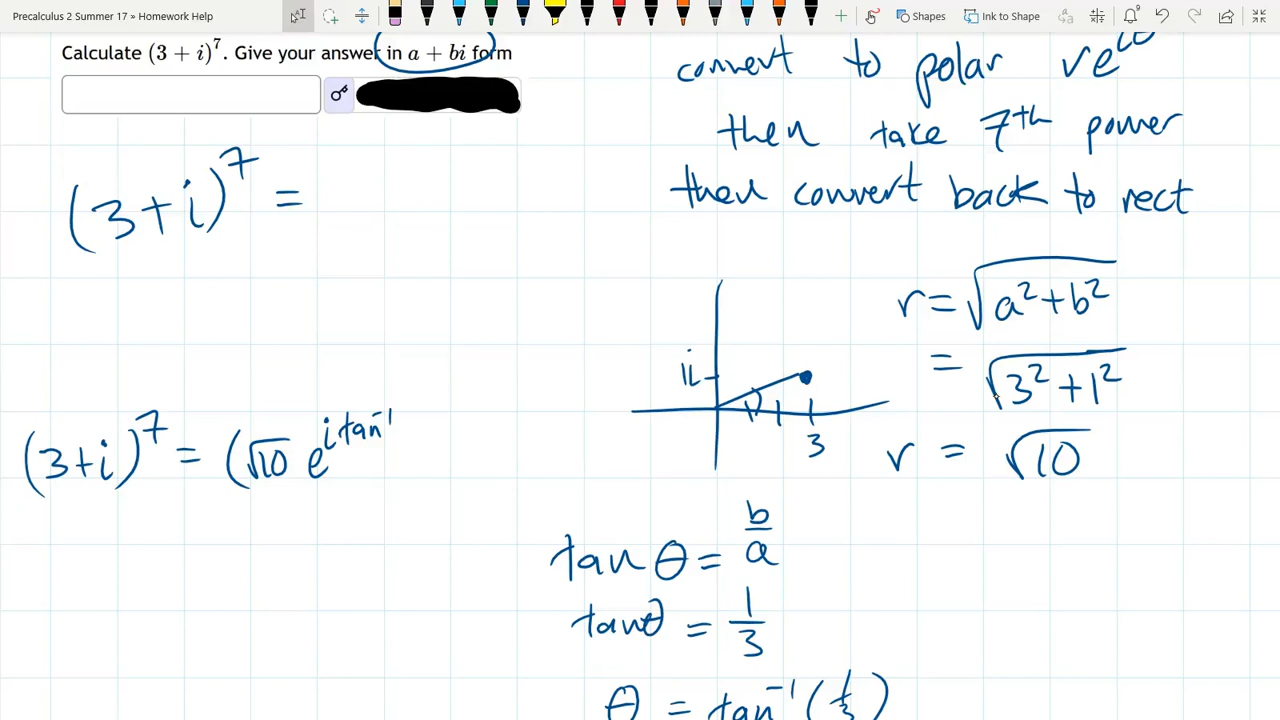 Precalculus 2 Summer 17 » Homework Help
Shapes
Ink to Shape
Calculate (3 + i)^7. Give your answer in a + bi form
convert to polar re^iθ
then take 7th power
then convert back to rect
(3+i)^7 =
r = √(a²+b²)
= √(3²+1²)
r = √10
i
3
(3+i)^7 = (√10 e^(i tan⁻¹
tan θ = b/a
tan θ = 1/3
θ = tan⁻¹(1/3)